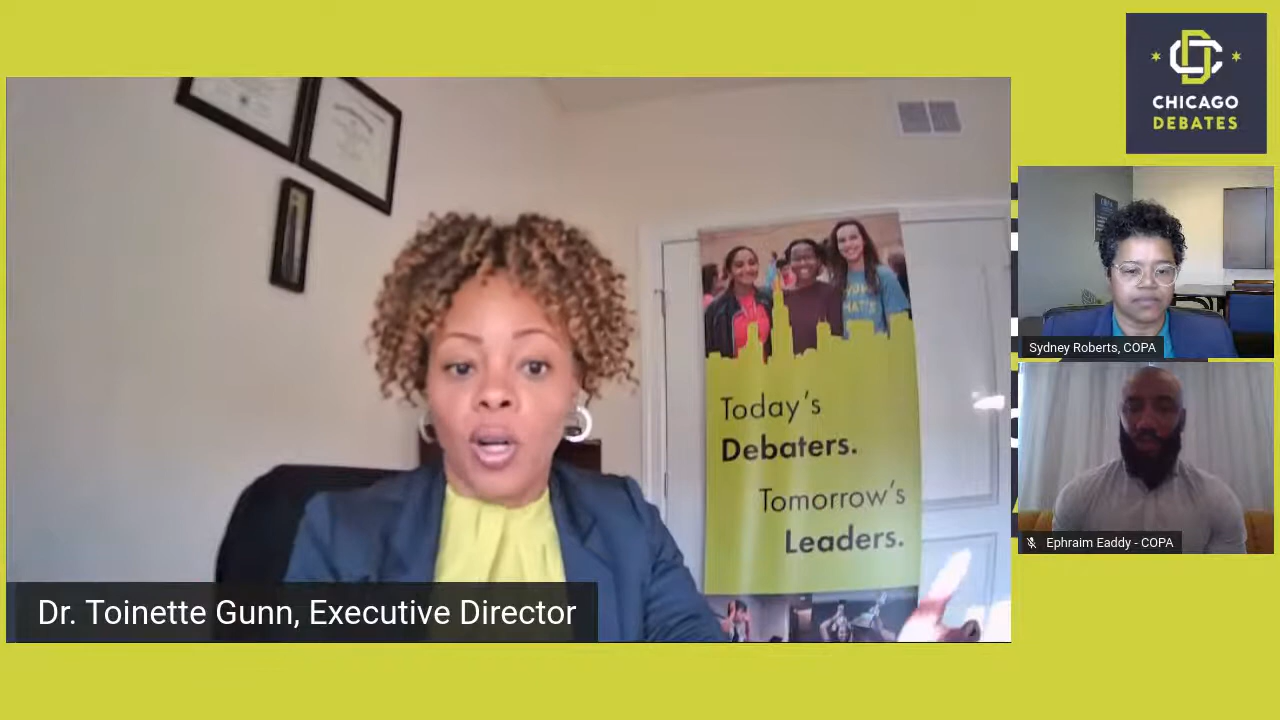 CHICAGO
DEBATES
Today's
Debaters.
Tomorrow's
Leaders.
Sydney Roberts, COPA
Ephraim Eaddy - COPA
Dr. Toinette Gunn, Executive Director